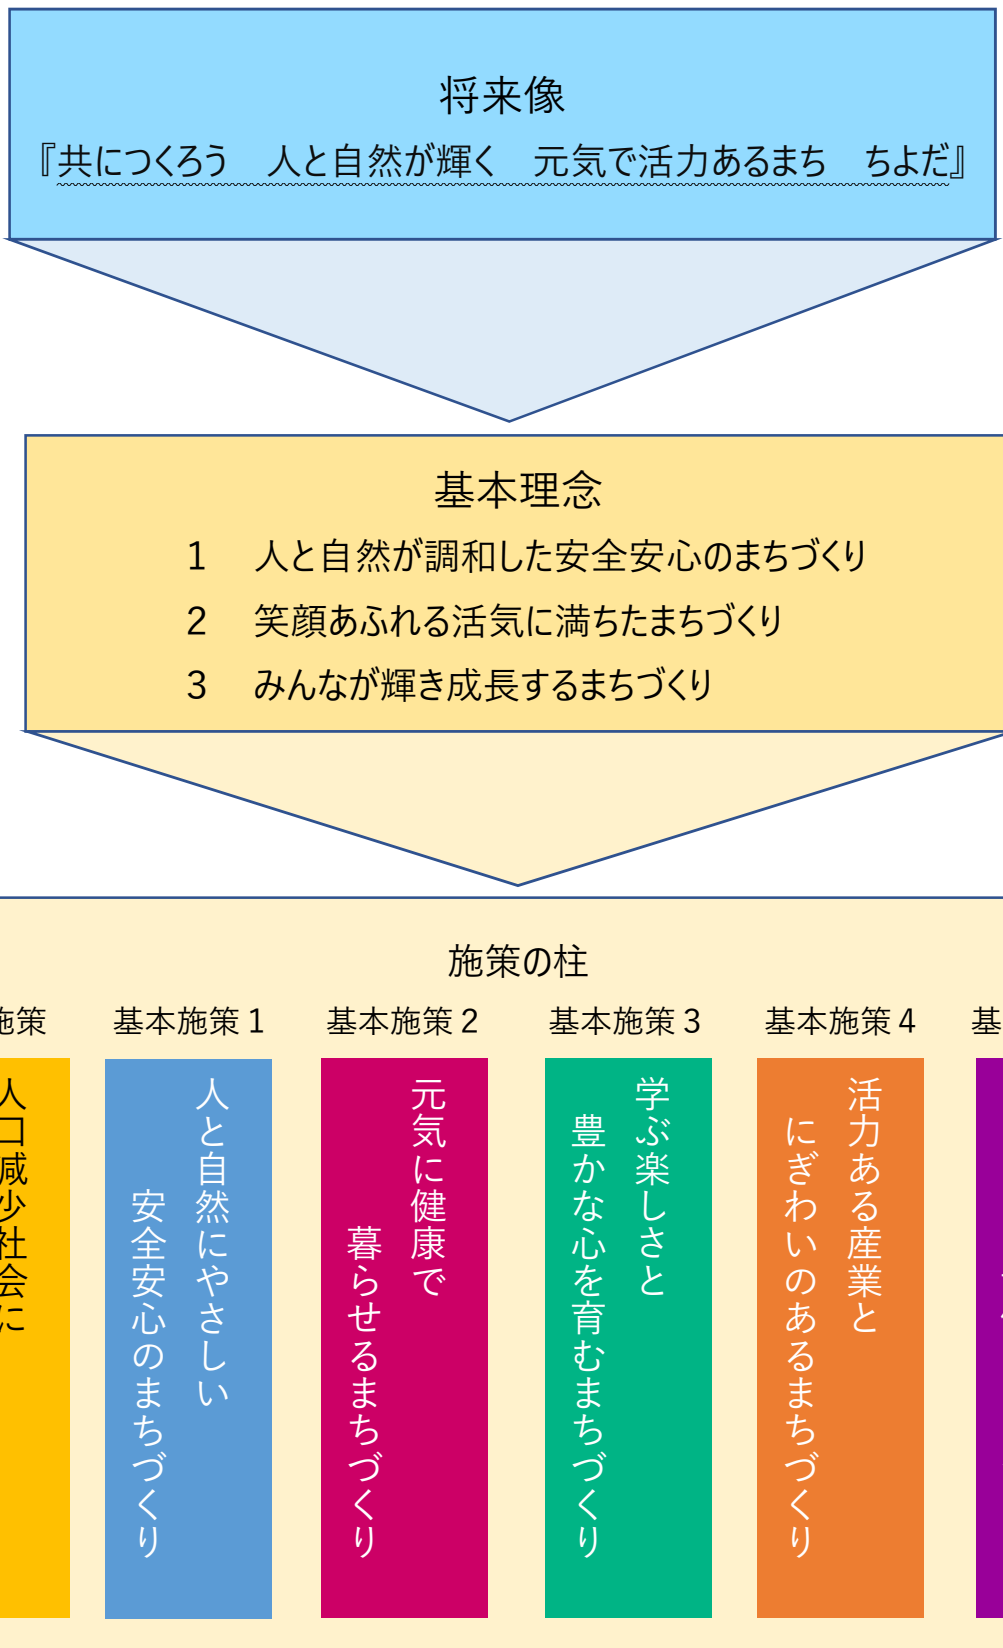 将来像
『共につくろう　人と自然が輝く　元気で活力あるまち　ちよだ』
基本理念
1　人と自然が調和した安全安心のまちづくり
2　笑顔あふれる活気に満ちたまちづくり
3　みんなが輝き成長するまちづくり
施策の柱
施策
人口減少社会に
基本施策1
人と自然にやさしい
安全安心のまちづくり
基本施策2
元気に健康で
暮らせるまちづくり
基本施策3
学ぶ楽しさと
豊かな心を育むまちづくり
基本施策4
活力ある産業と
にぎわいのあるまちづくり
基